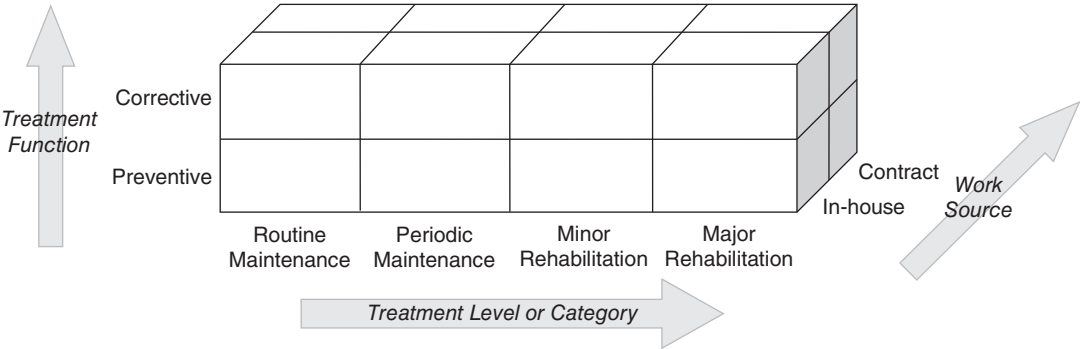 Corrective
Treatment
Function
Preventive
Contract
In-house
Work
Source
Routine
Maintenance
Periodic
Maintenance
Minor
Rehabilitation
Major
Rehabilitation
Treatment Level or Category